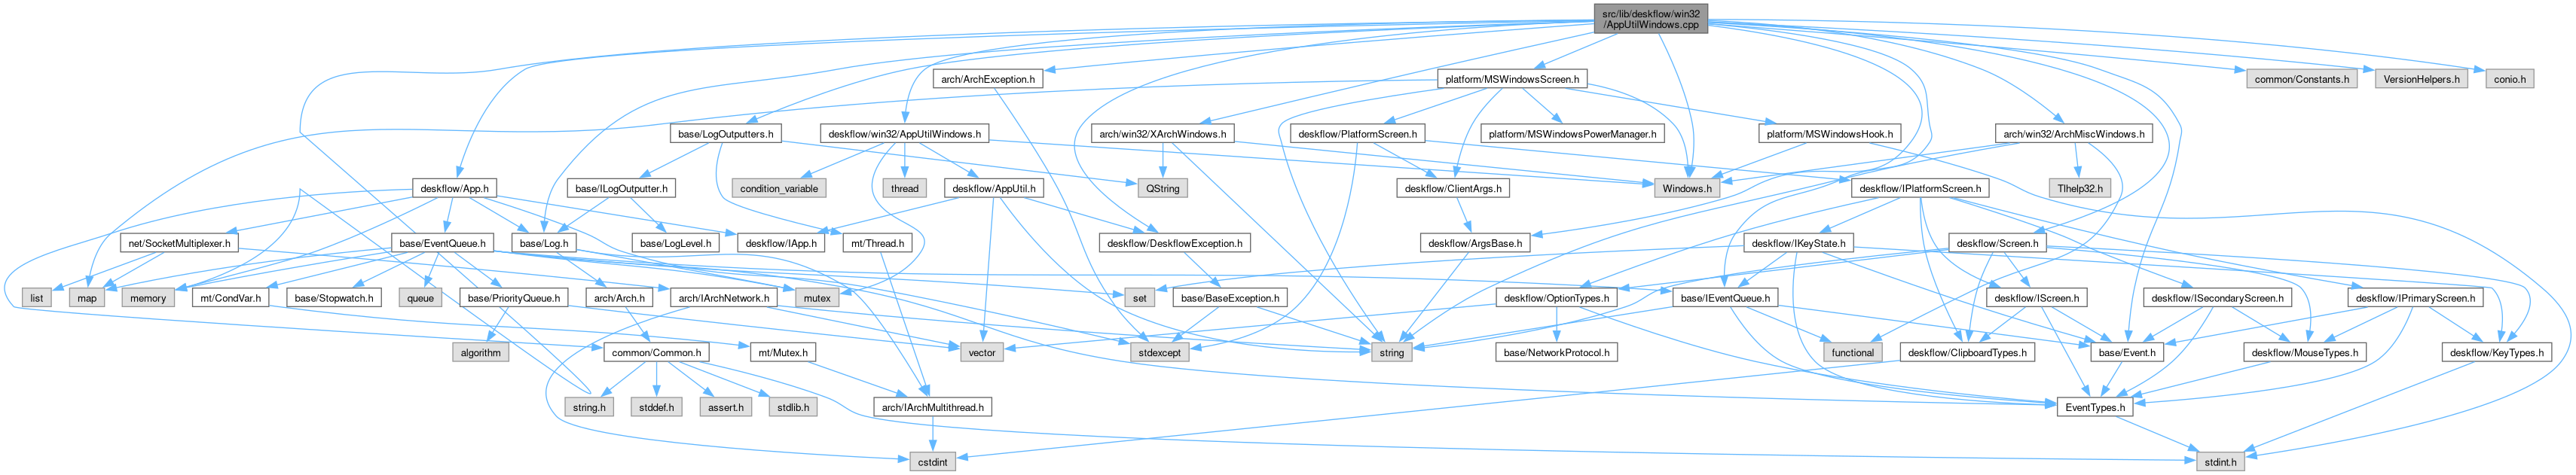 src/lib/deskflow/win32
/AppUtilWindows.cpp
arch/ArchException.h
platform/MSWindowsScreen.h
common/Constants.h
VersionHelpers.h
conio.h
base/LogOutputters.h
deskflow/win32/AppUtilWindows.h
arch/win32/XArchWindows.h
deskflow/PlatformScreen.h
platform/MSWindowsPowerManager.h
platform/MSWindowsHook.h
arch/win32/ArchMiscWindows.h
deskflow/App.h
base/ILogOutputter.h
condition_variable
thread
deskflow/AppUtil.h
QString
deskflow/ClientArgs.h
Windows.h
deskflow/IPlatformScreen.h
Tlhelp32.h
net/SocketMultiplexer.h
base/EventQueue.h
base/Log.h
base/LogLevel.h
deskflow/IApp.h
mt/Thread.h
deskflow/DeskflowException.h
deskflow/ArgsBase.h
deskflow/IKeyState.h
deskflow/Screen.h
list
map
memory
mt/CondVar.h
base/Stopwatch.h
queue
base/PriorityQueue.h
arch/Arch.h
arch/IArchNetwork.h
mutex
set
base/BaseException.h
deskflow/OptionTypes.h
base/IEventQueue.h
deskflow/IScreen.h
deskflow/ISecondaryScreen.h
deskflow/IPrimaryScreen.h
algorithm
common/Common.h
mt/Mutex.h
vector
stdexcept
string
base/NetworkProtocol.h
functional
deskflow/ClipboardTypes.h
base/Event.h
deskflow/MouseTypes.h
deskflow/KeyTypes.h
string.h
stddef.h
assert.h
stdlib.h
arch/IArchMultithread.h
EventTypes.h
cstdint
stdint.h